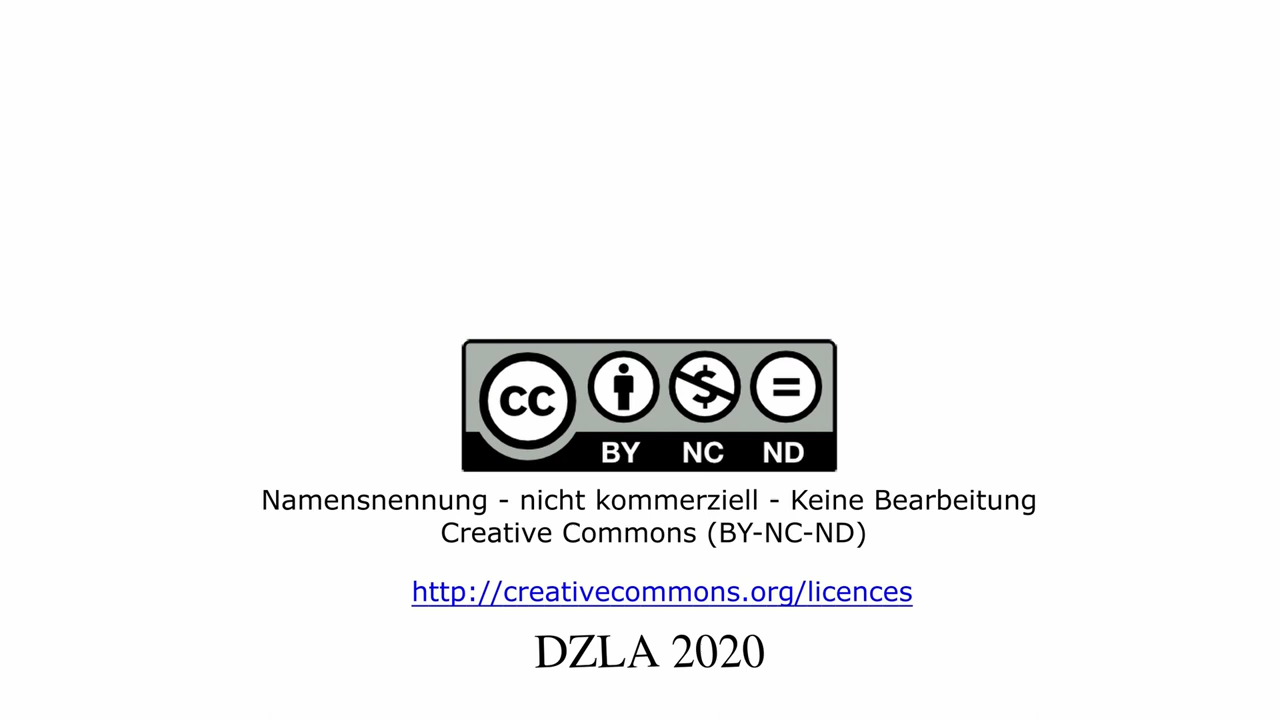 CC
BY NC ND
Namensnennung - nicht kommerziell - Keine Bearbeitung
Creative Commons (BY-NC-ND)
http://creativecommons.org/licences
DZLA 2020